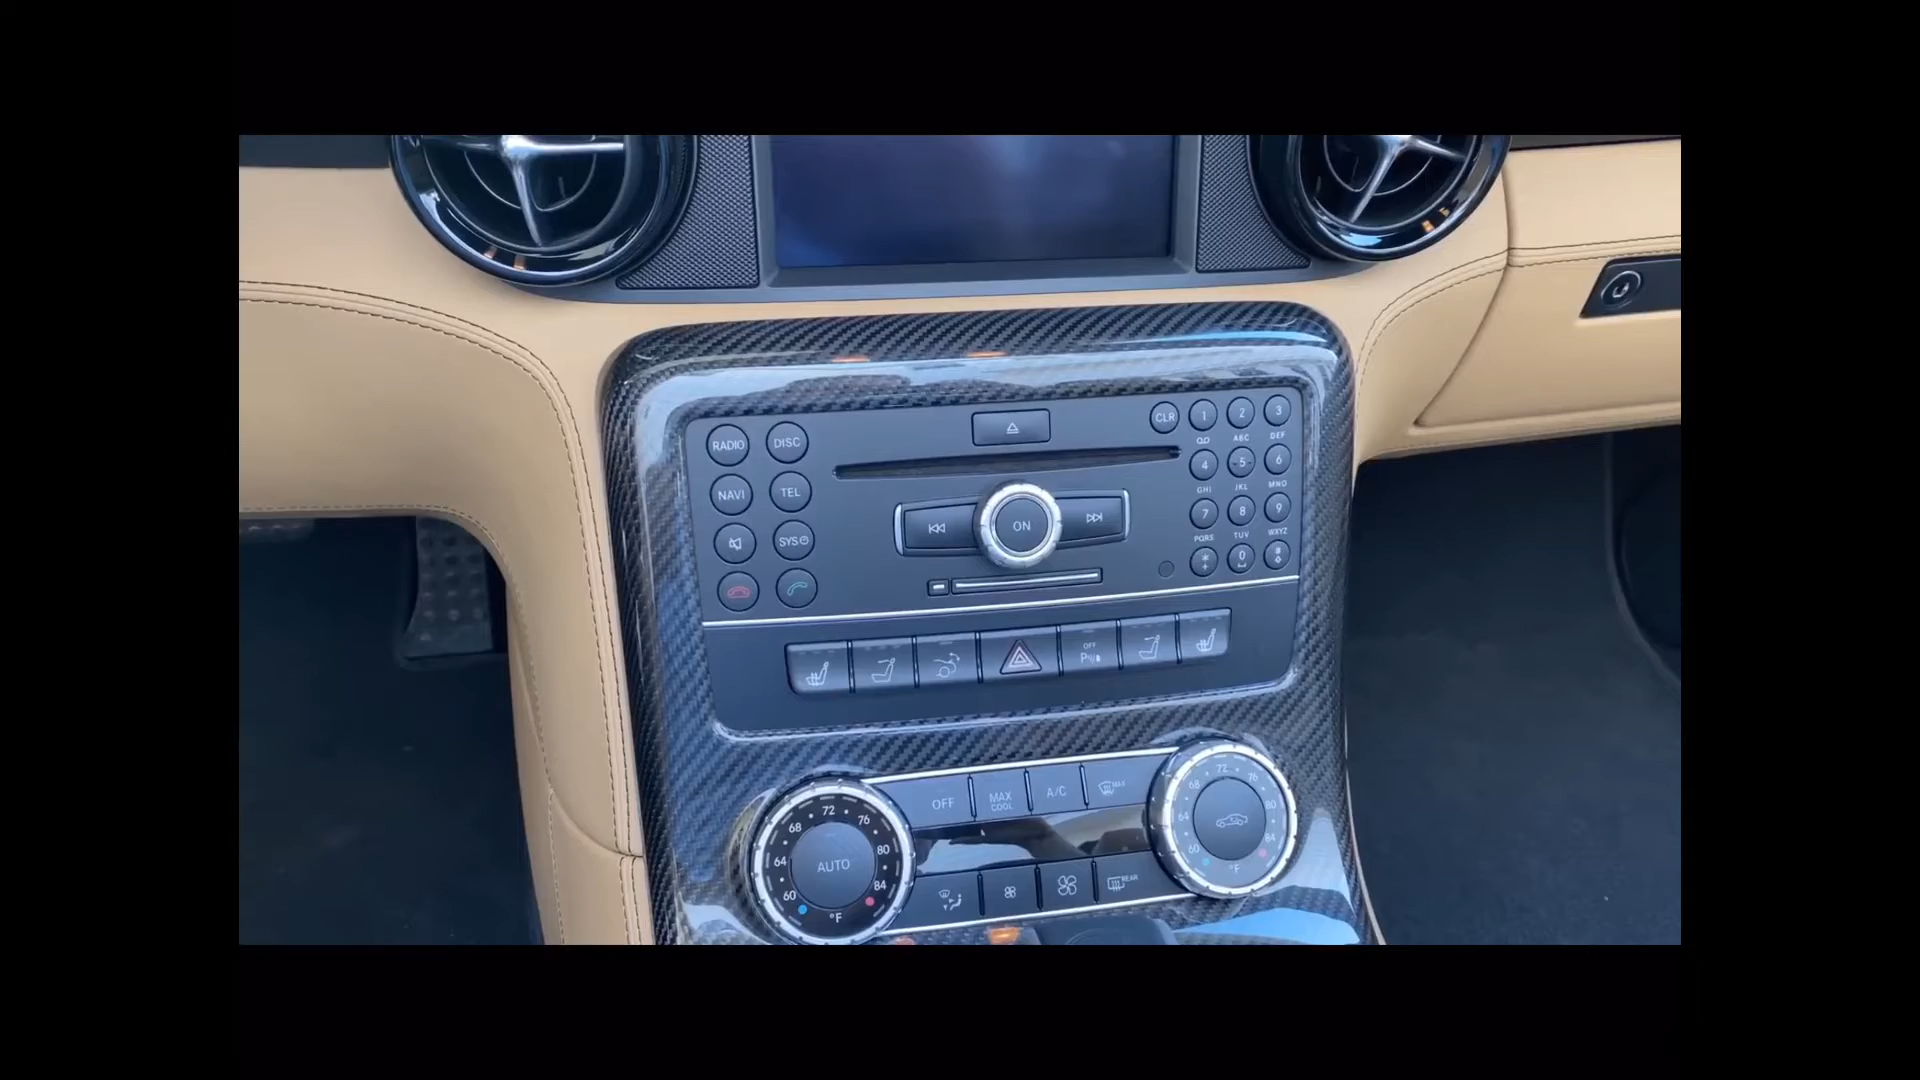 RADIO DISC
NAVI TEL
SYS
ON
CLR 1 2 3
ABC DEF
4 5 6
GHI JKL MNO
7 8 9
PQRS TUV WXYZ
* 0 #
+
OFF
P
OFF MAX COOL A/C MAX
REAR
60 64 68 72 76 80 84
AUTO
°F
60 64 68 72 76 80 84
°F